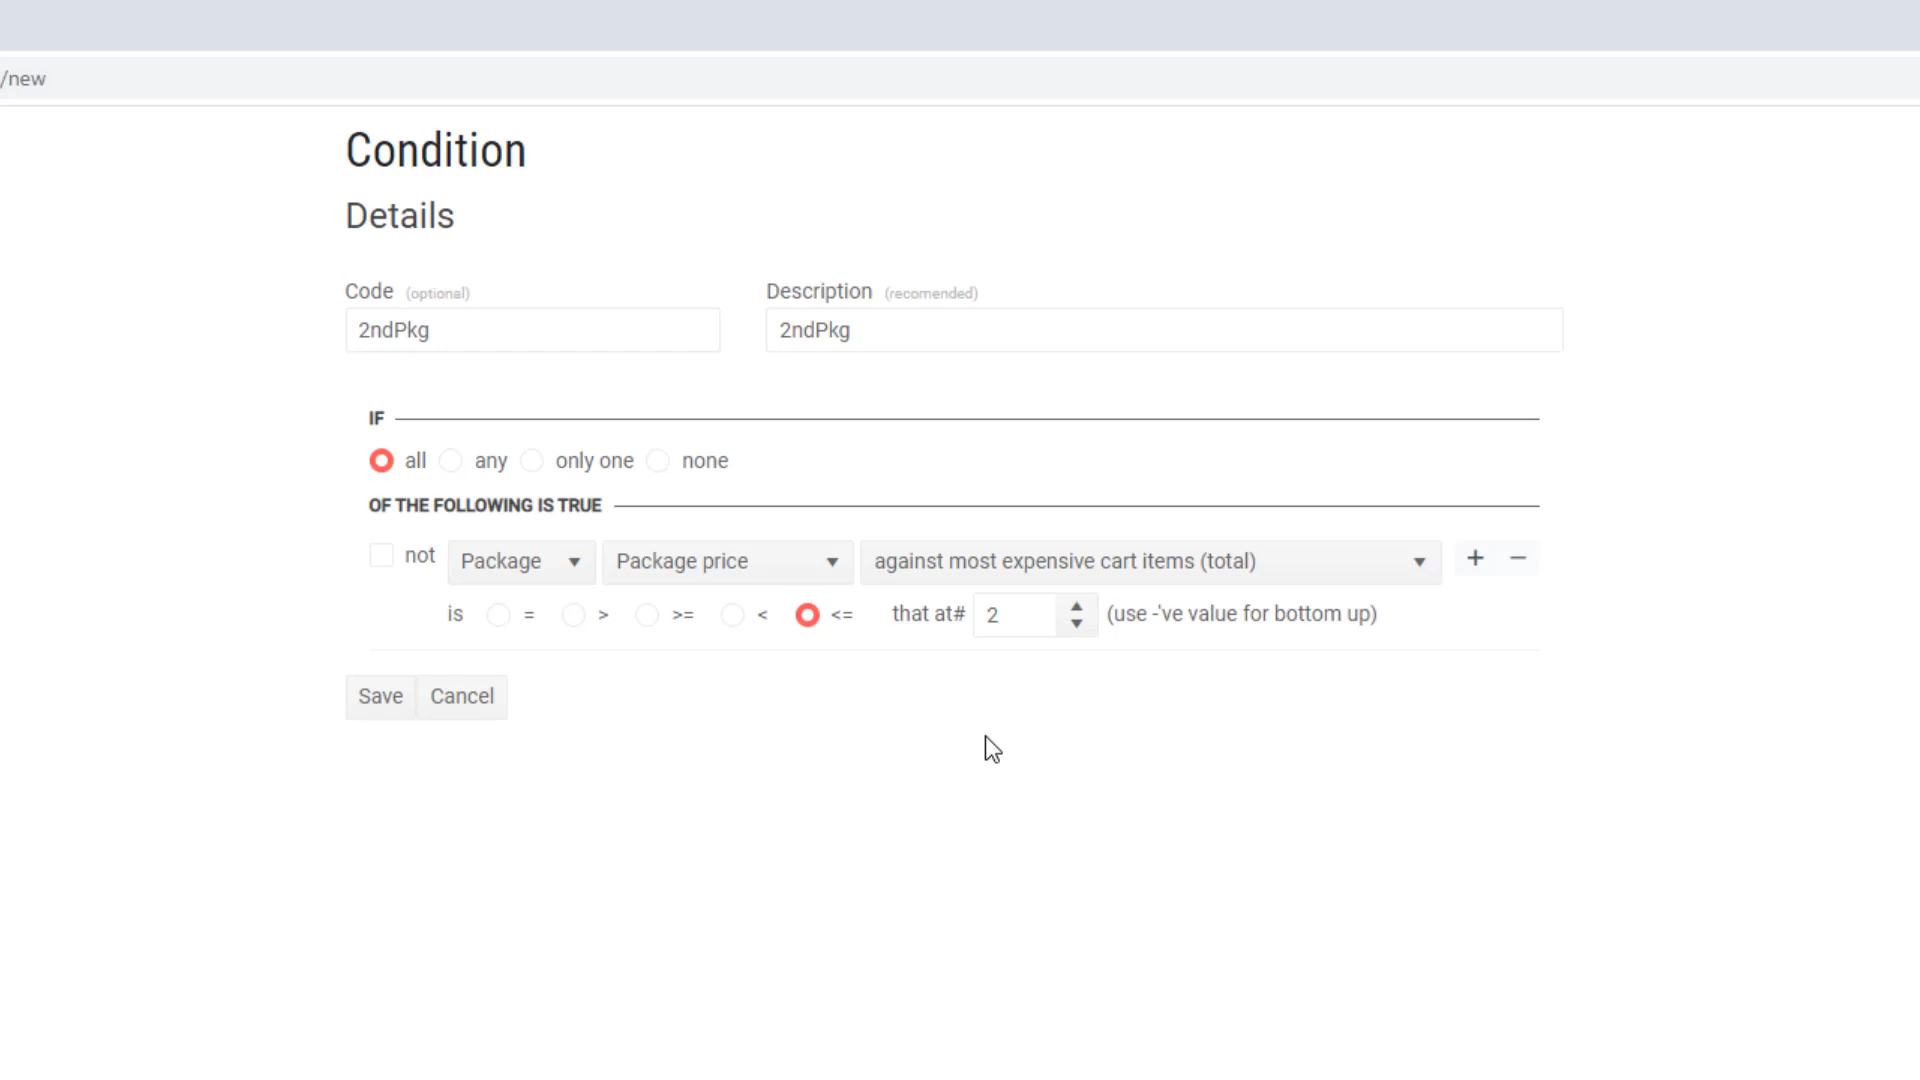 /new
Condition
Details
Code (optional) Description (recomended)
2ndPkg 2ndPkg
IF
all any only one none
OF THE FOLLOWING IS TRUE
not Package Package price against most expensive cart items (total) + −
is = > >= < <= that at# 2 (use -'ve value for bottom up)
Save Cancel